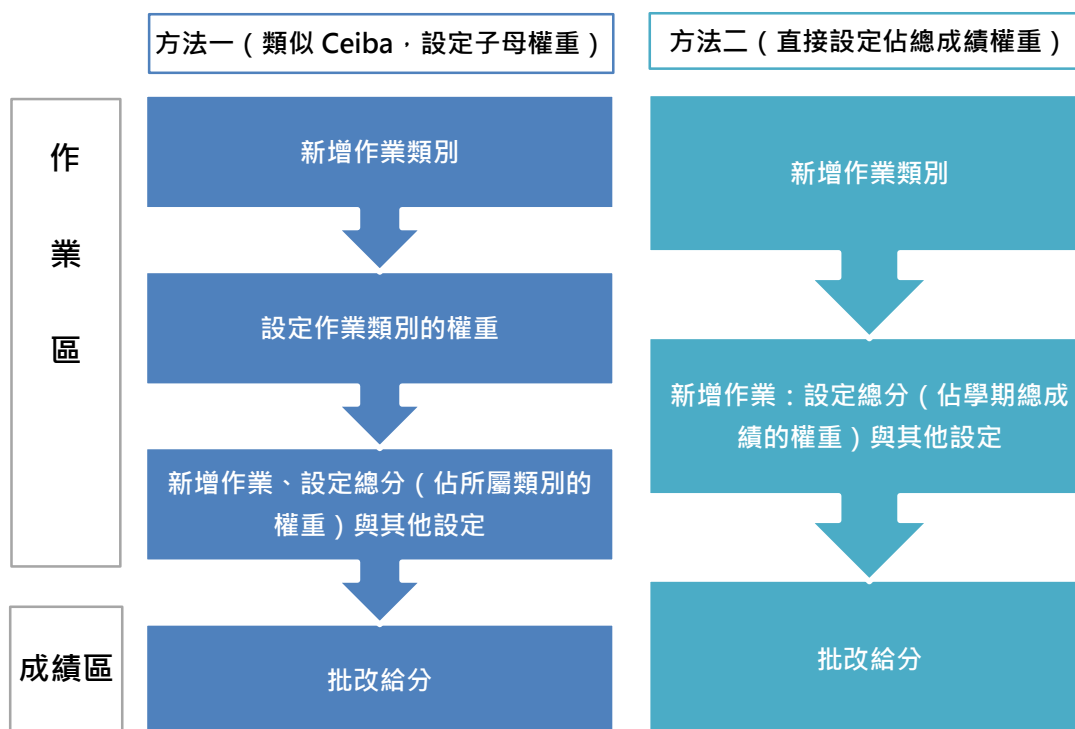 方法一（類似 Ceiba，設定子母權重）
方法二（直接設定佔總成績權重）
作
業
區
新增作業類別
設定作業類別的權重
新增作業、設定總分（佔所屬類別的
權重）與其他設定
新增作業類別
新增作業：設定總分（佔學期總成
績的權重）與其他設定
成績區
批改給分
批改給分